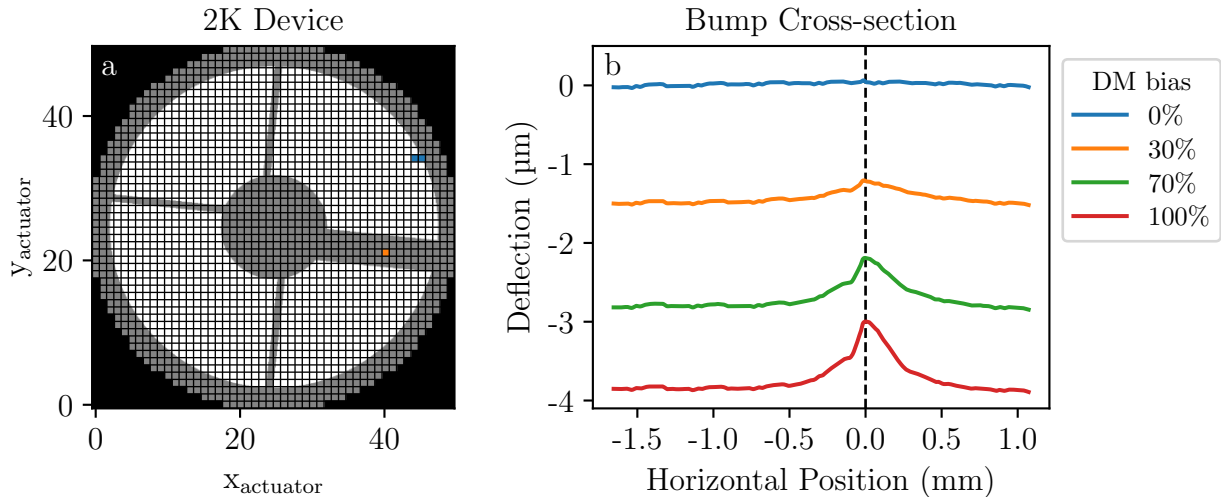 2K Device
a
40
20
0
0
20
40
y_actuator
x_actuator
Bump Cross-section
b
0
-1
-2
-3
-4
-1.5
-1.0
-0.5
0.0
0.5
1.0
Deflection (µm)
Horizontal Position (mm)
DM bias
0%
30%
70%
100%